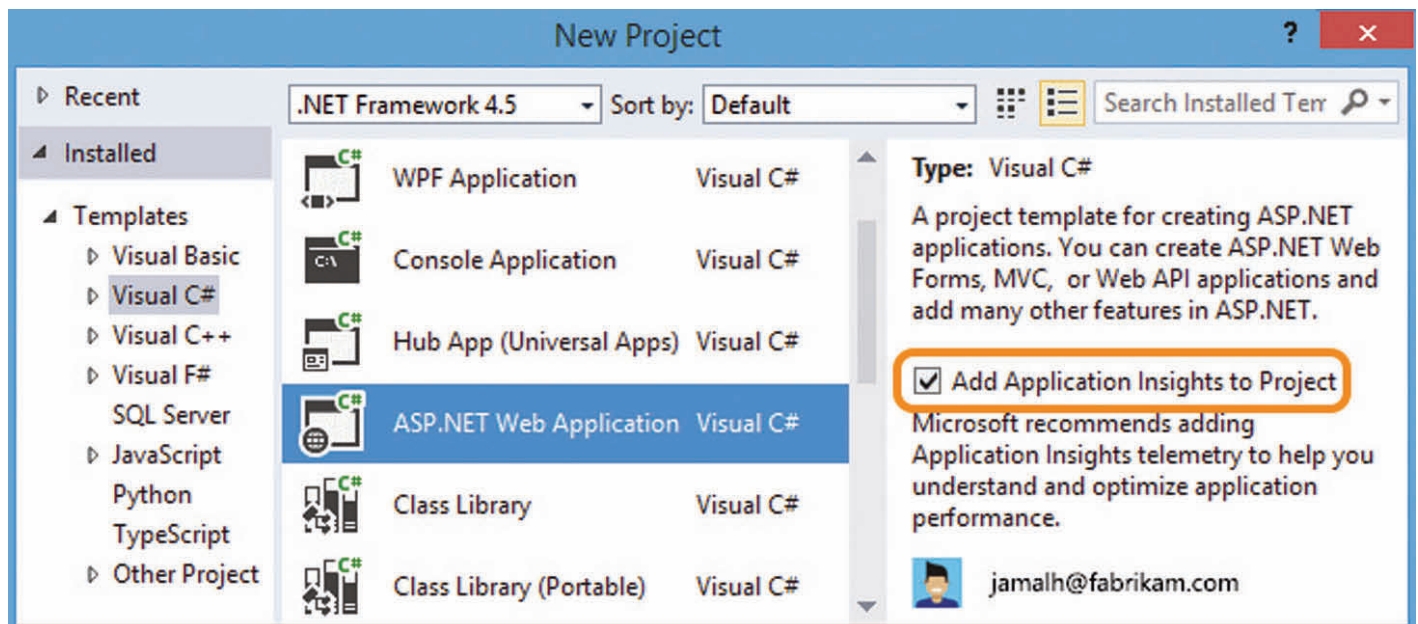 New Project
?
×
Recent
Installed
Templates
Visual Basic
Visual C#
Visual C++
Visual F#
SQL Server
JavaScript
Python
TypeScript
Other Project
.NET Framework 4.5 Sort by: Default
Search Installed Tem
C# WPF Application Visual C#
C# C:\ Console Application Visual C#
C# Hub App (Universal Apps) Visual C#
C# ASP.NET Web Application Visual C#
C# Class Library Visual C#
C# Class Library (Portable) Visual C#
Type: Visual C#
A project template for creating ASP.NET
applications. You can create ASP.NET Web
Forms, MVC, or Web API applications and
add many other features in ASP.NET.
Add Application Insights to Project
Microsoft recommends adding
Application Insights telemetry to help you
understand and optimize application
performance.
jamalh@fabrikam.com